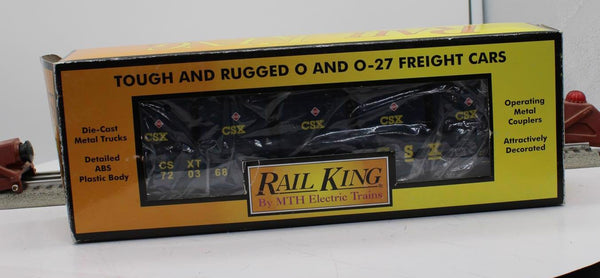 TOUGH AND RUGGED O AND O-27 FREIGHT CARS
Die-Cast
Metal Trucks
Detailed
ABS
Plastic Body
CSX
CSX
CSX
CSX
CSX
CS XT
72 03 68
S X
Operating
Metal
Couplers
Attractively
Decorated
RAIL KING
By MTH Electric Trains